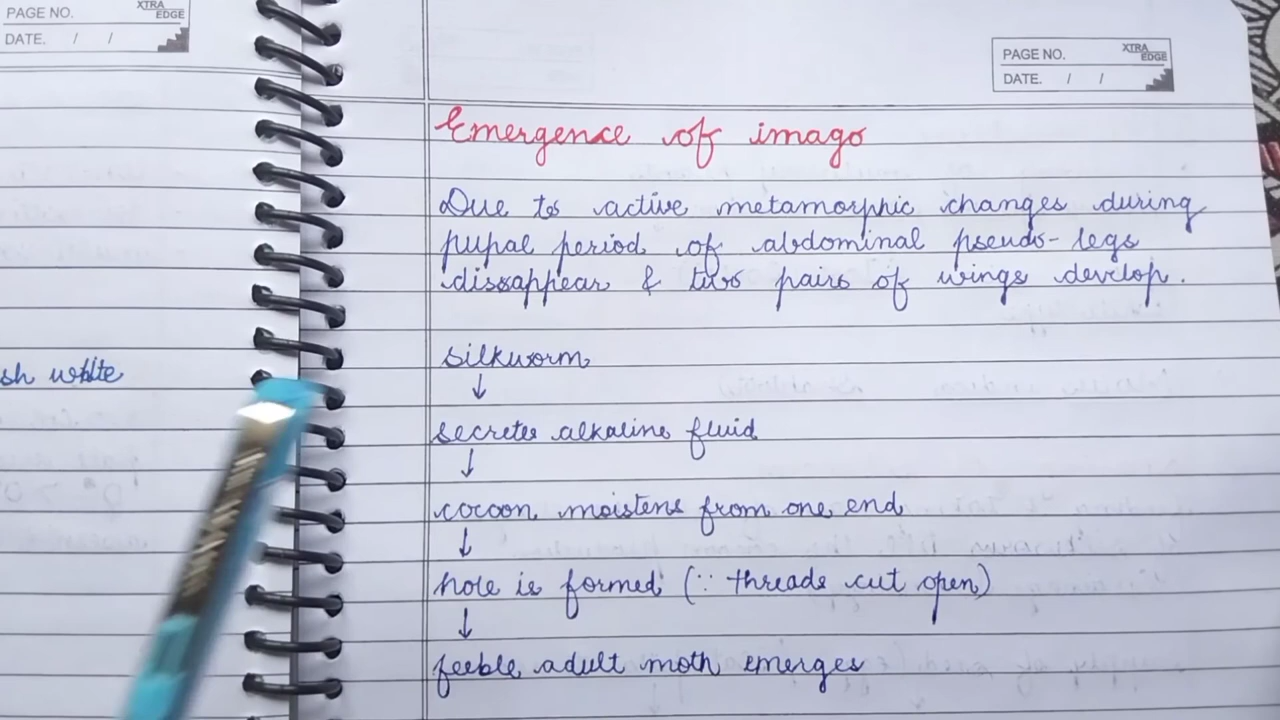 PAGE NO.
XTRA
EDGE
DATE. / /
sh white
PAGE NO.
XTRA
EDGE
DATE. / /
Emergence of imago
Due to active metamorphic changes during
pupal period of abdominal pseudo-legs
dissappear & two pairs of wings develop.
silkworm
↓
secretes alkaline fluid
↓
cocoon moistens from one end
↓
hole is formed (∵ threads cut open)
↓
feeble adult moth emerges